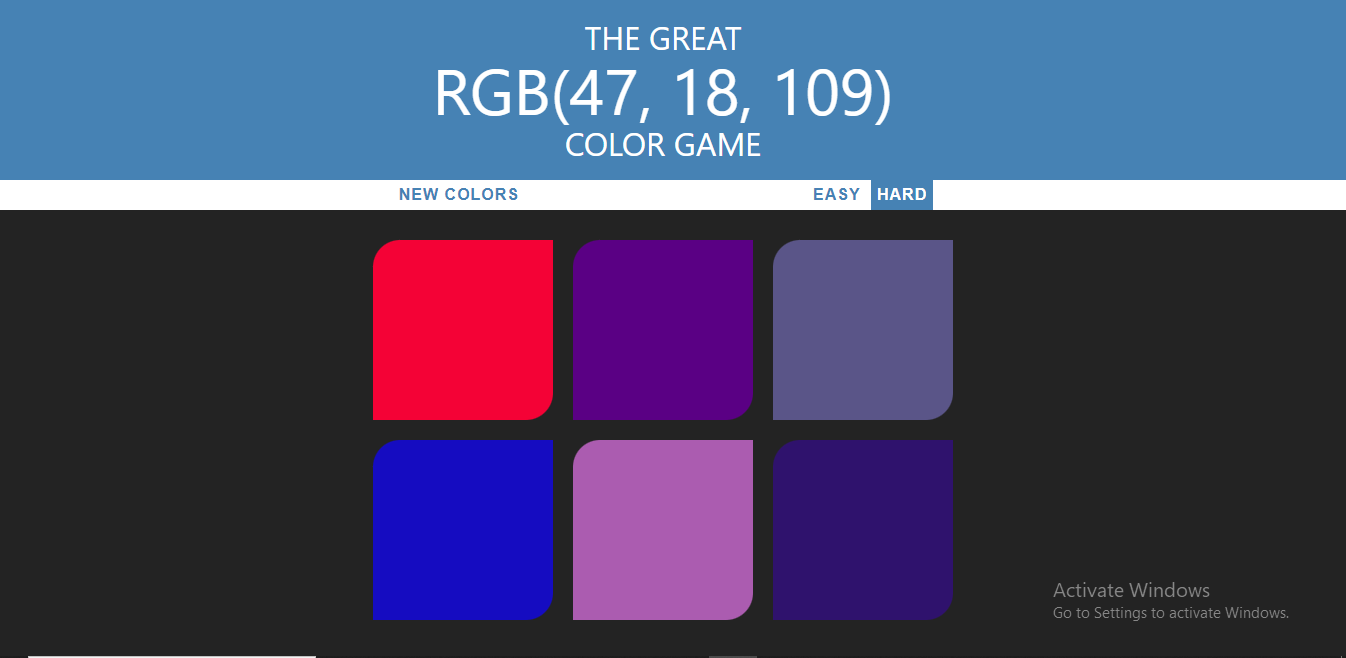 THE GREAT
RGB(47, 18, 109)
COLOR GAME
NEW COLORS EASY HARD
Activate Windows
Go to Settings to activate Windows.